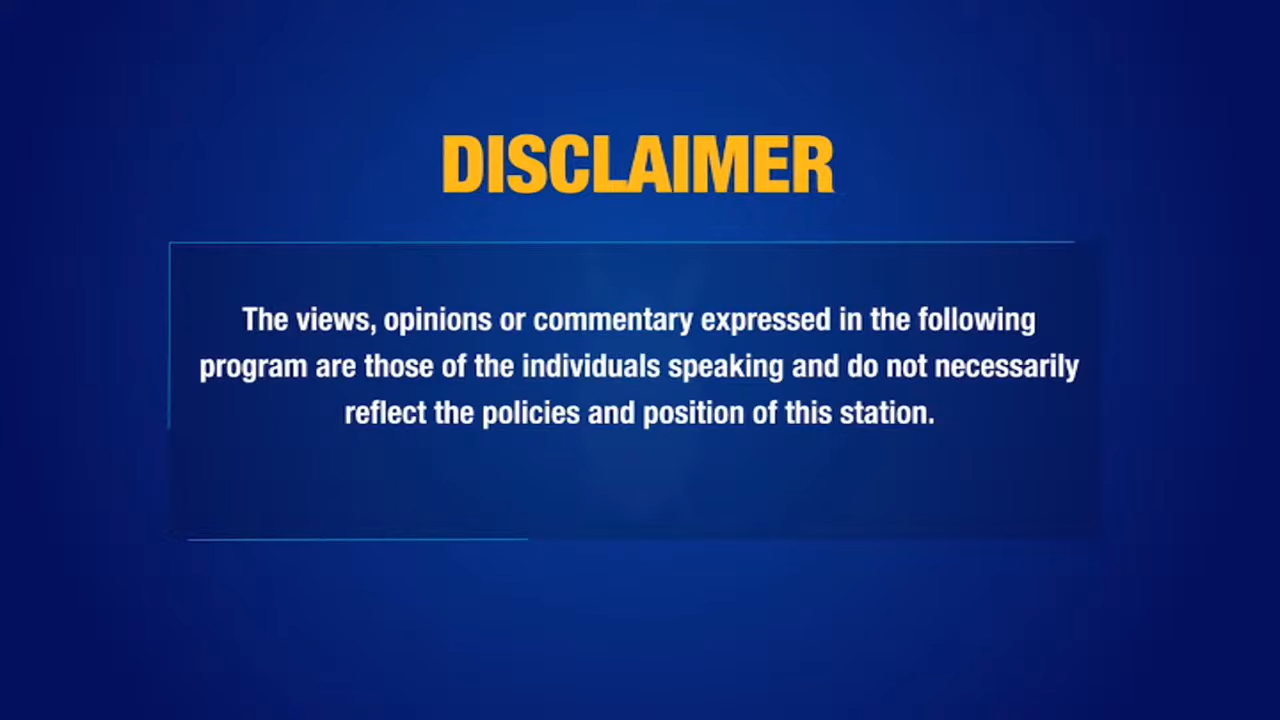 DISCLAIMER
The views, opinions or commentary expressed in the following
program are those of the individuals speaking and do not necessarily
reflect the policies and position of this station.